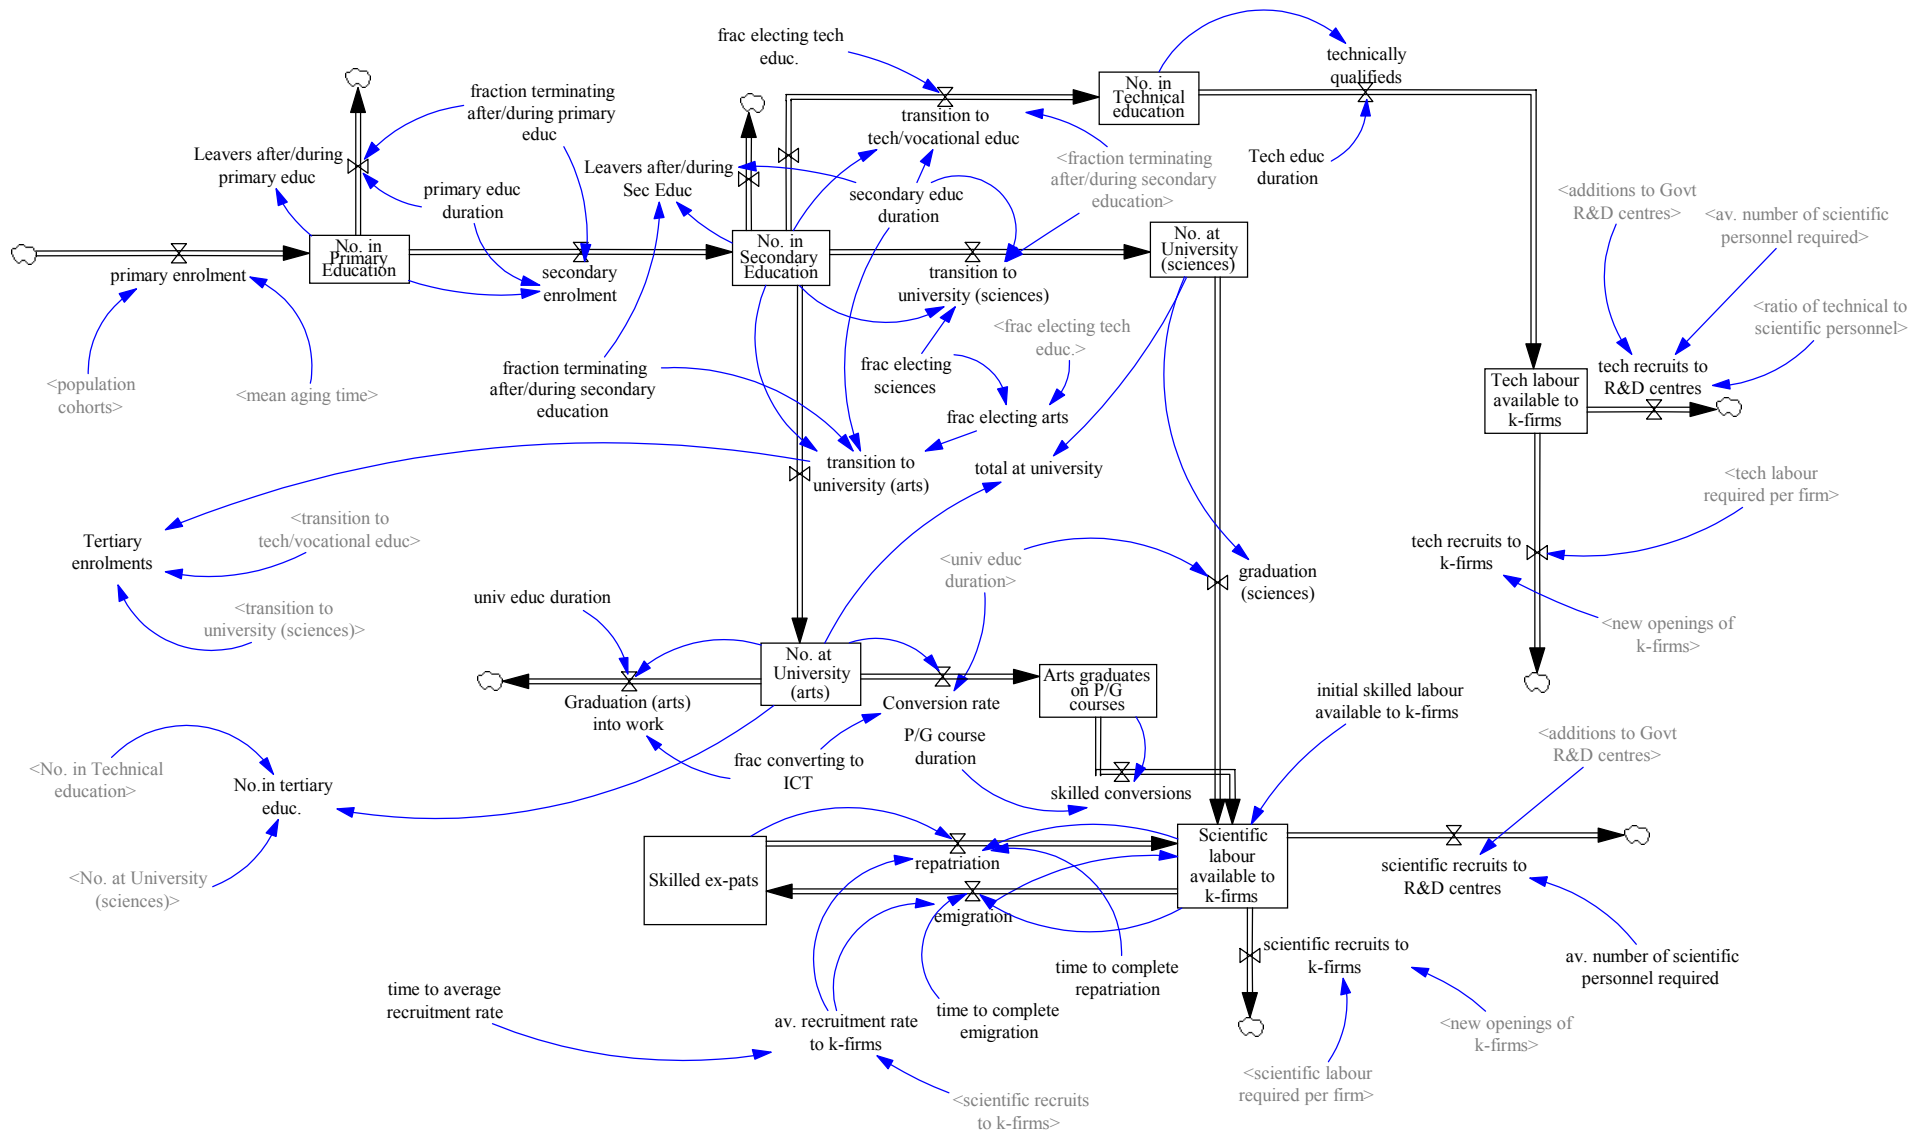 frac electing tech
educ.
technically
qualifieds
No. in
Technical
education
fraction terminating
after/during primary
educ
transition to
tech/vocational educ
Leavers after/during
primary educ
Leavers after/during
Sec Educ
<fraction terminating
after/during secondary
education>
Tech educ
duration
primary educ
duration
secondary educ
duration
<additions to Govt
R&D centres>
<av. number of scientific
personnel required>
No. in
Primary
Education
No. in
Secondary
Education
No. at
University
(sciences)
primary enrolment
secondary
enrolment
transition to
university (sciences)
<ratio of technical to
scientific personnel>
<frac electing tech
educ.>
<population
cohorts>
<mean aging time>
fraction terminating
after/during secondary
education
frac electing
sciences
tech recruits to
R&D centres
Tech labour
available to
k-firms
frac electing arts
transition to
university (arts)
total at university
<tech labour
required per firm>
Tertiary
enrolments
<transition to
tech/vocational educ>
tech recruits to
k-firms
<univ educ
duration>
graduation
(sciences)
univ educ duration
<transition to
university (sciences)>
<new openings of
k-firms>
No. at
University
(arts)
Arts graduates
on P/G
courses
initial skilled labour
available to k-firms
Graduation (arts)
into work
Conversion rate
P/G course
duration
<additions to Govt
R&D centres>
frac converting to
ICT
<No. in Technical
education>
No.in tertiary
educ.
skilled conversions
Skilled ex-pats
repatriation
Scientific
labour
available to
k-firms
scientific recruits to
R&D centres
<No. at University
(sciences)>
emigration
scientific recruits to
k-firms
av. number of scientific
personnel required
time to complete
repatriation
time to average
recruitment rate
av. recruitment rate
to k-firms
time to complete
emigration
<new openings of
k-firms>
<scientific labour
required per firm>
<scientific recruits
to k-firms>